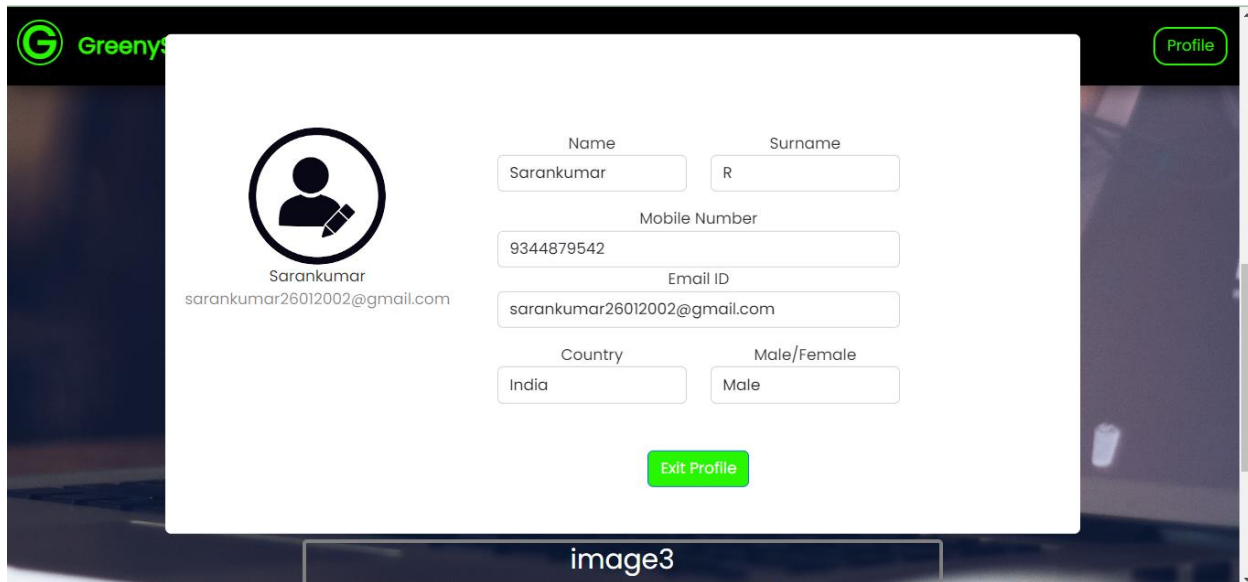 G GreenyS Profile
Name Surname
Sarankumar R
Mobile Number
9344879542
Email ID
Sarankumar
sarankumar26012002@gmail.com
sarankumar26012002@gmail.com
Country Male/Female
India Male
Exit Profile
image3